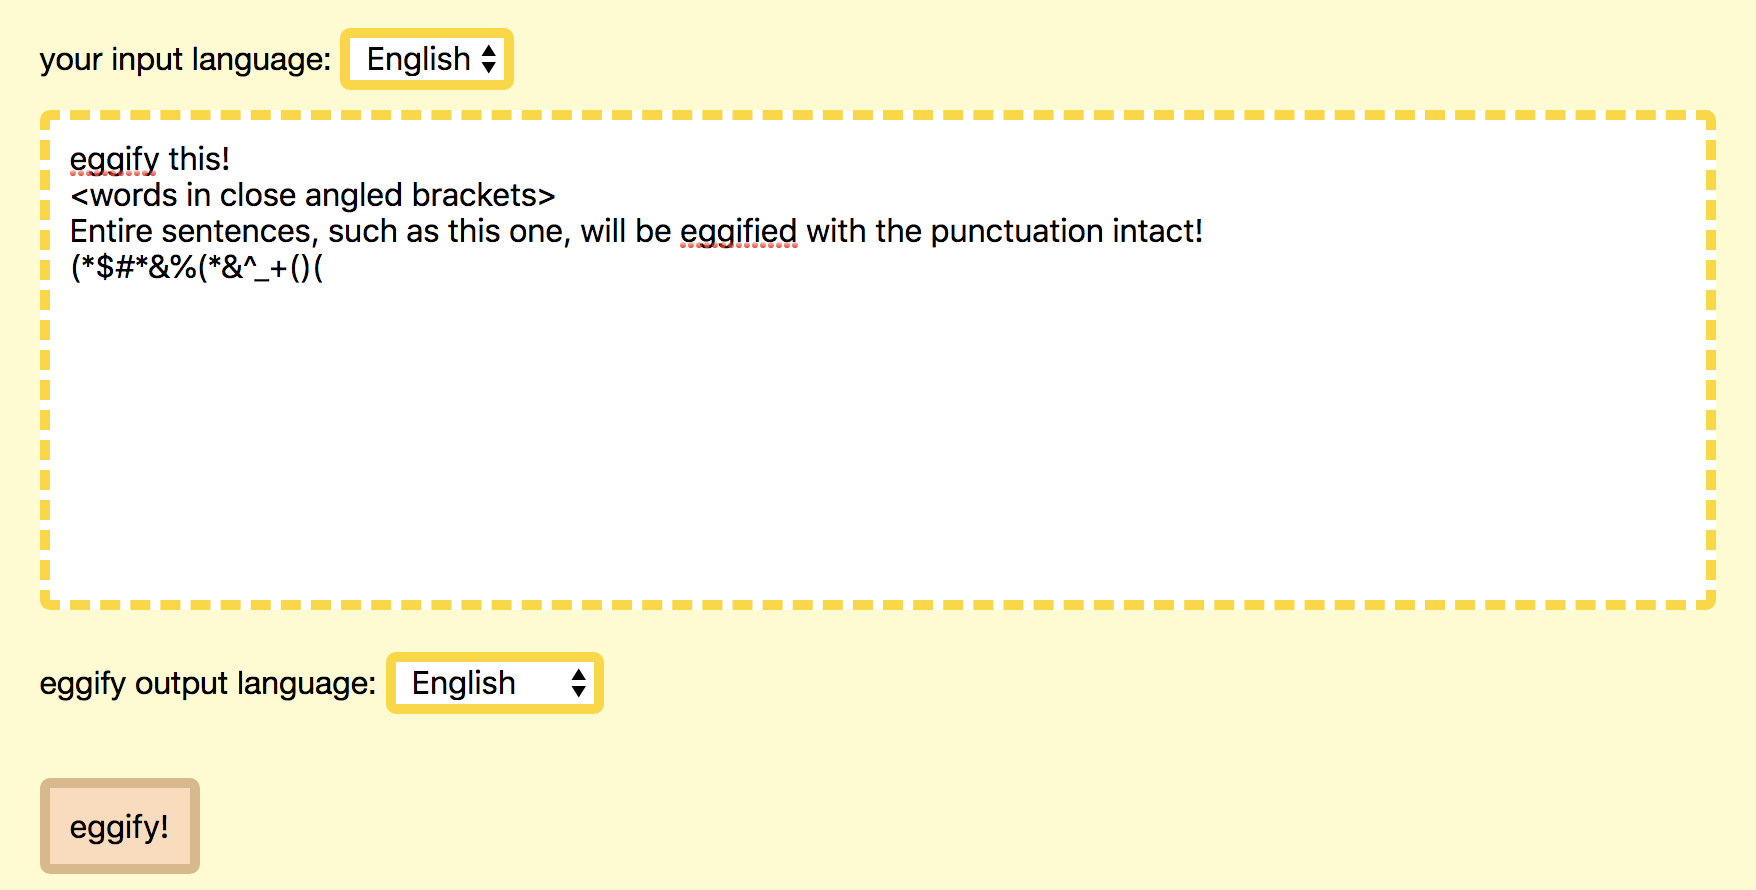 your input language: English
eggify this!
<words in close angled brackets>
Entire sentences, such as this one, will be eggified with the punctuation intact!
(*$#*&%(*&^_+()(
eggify output language: English
eggify!